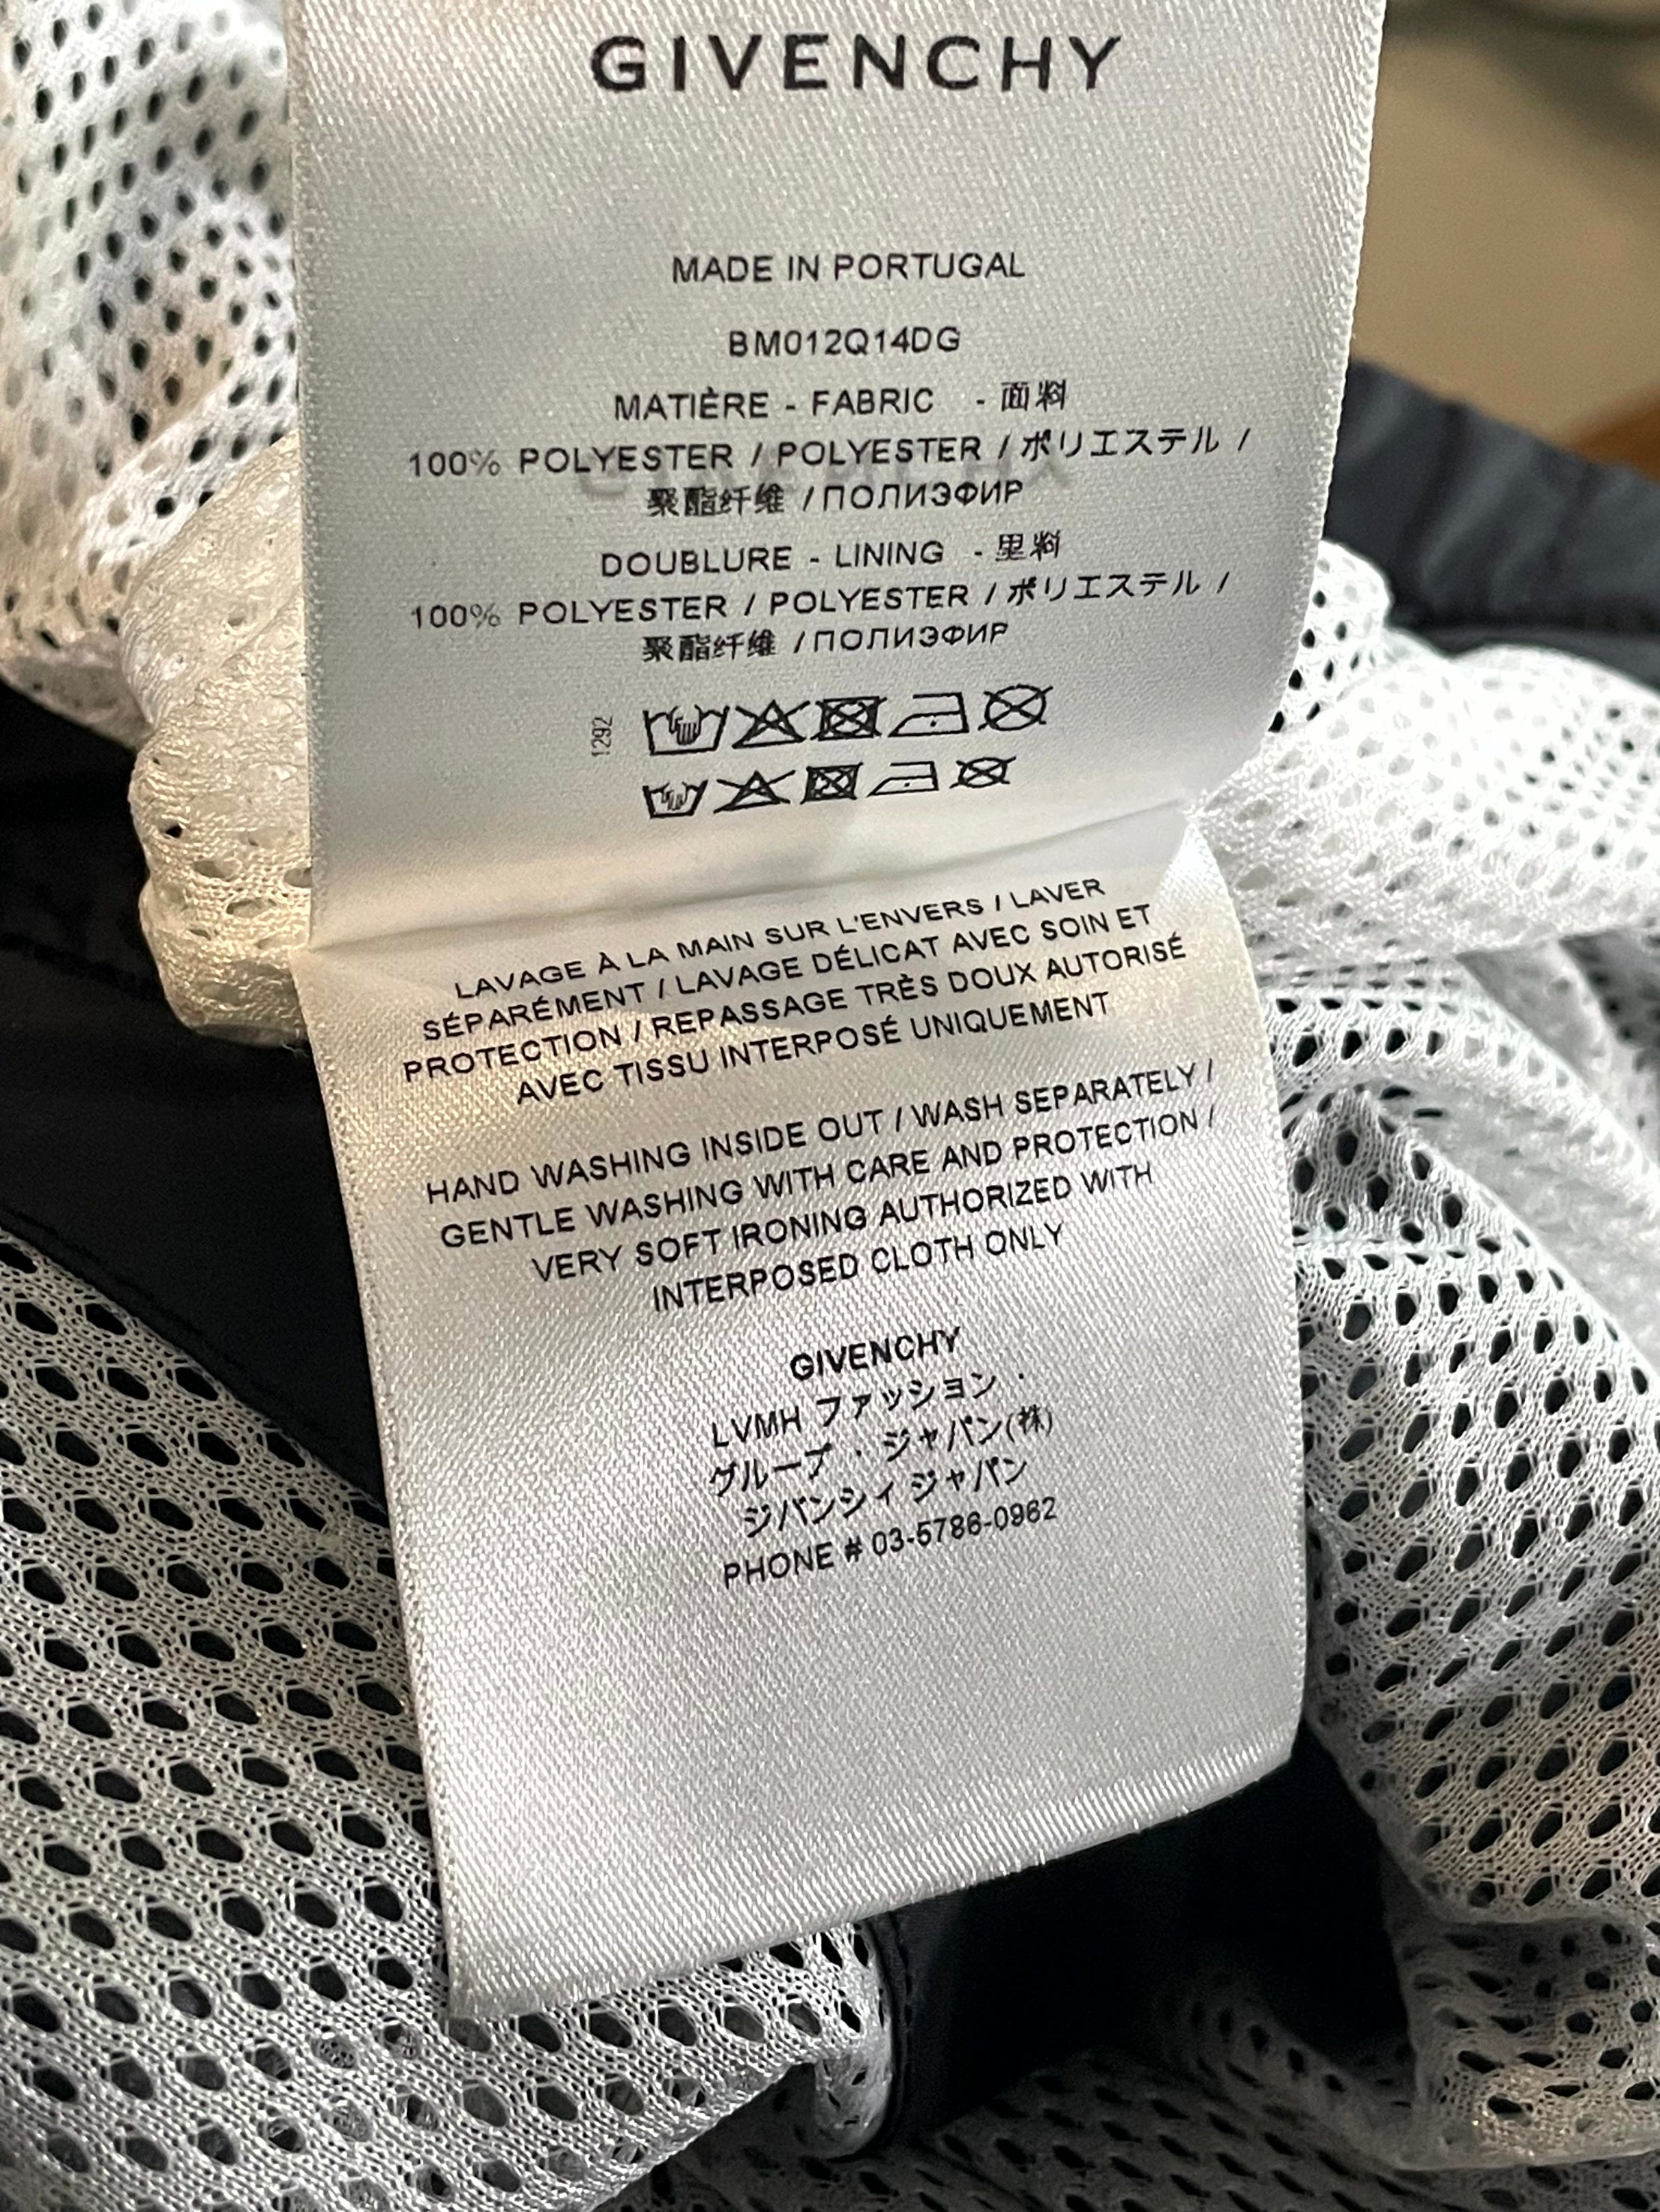 GIVENCHY
MADE IN PORTUGAL
BM012Q14DG
MATIÈRE - FABRIC - 面料
100% POLYESTER / POLYESTER / ポリエステル /
聚酯纤维 / ПОЛИЭФИР
DOUBLURE - LINING - 里料
100% POLYESTER / POLYESTER / ポリエステル /
聚酯纤维 / ПОЛИЭФИР
1292
LAVAGE À LA MAIN SUR L'ENVERS / LAVER
SÉPARÉMENT / LAVAGE DÉLICAT AVEC SOIN ET
PROTECTION / REPASSAGE TRÈS DOUX AUTORISÉ
AVEC TISSU INTERPOSÉ UNIQUEMENT
HAND WASHING INSIDE OUT / WASH SEPARATELY /
GENTLE WASHING WITH CARE AND PROTECTION /
VERY SOFT IRONING AUTHORIZED WITH
INTERPOSED CLOTH ONLY
GIVENCHY
LVMH ファッション ·
グループ · ジャパン(株)
ジバンシィ ジャパン
PHONE # 03-5786-0962